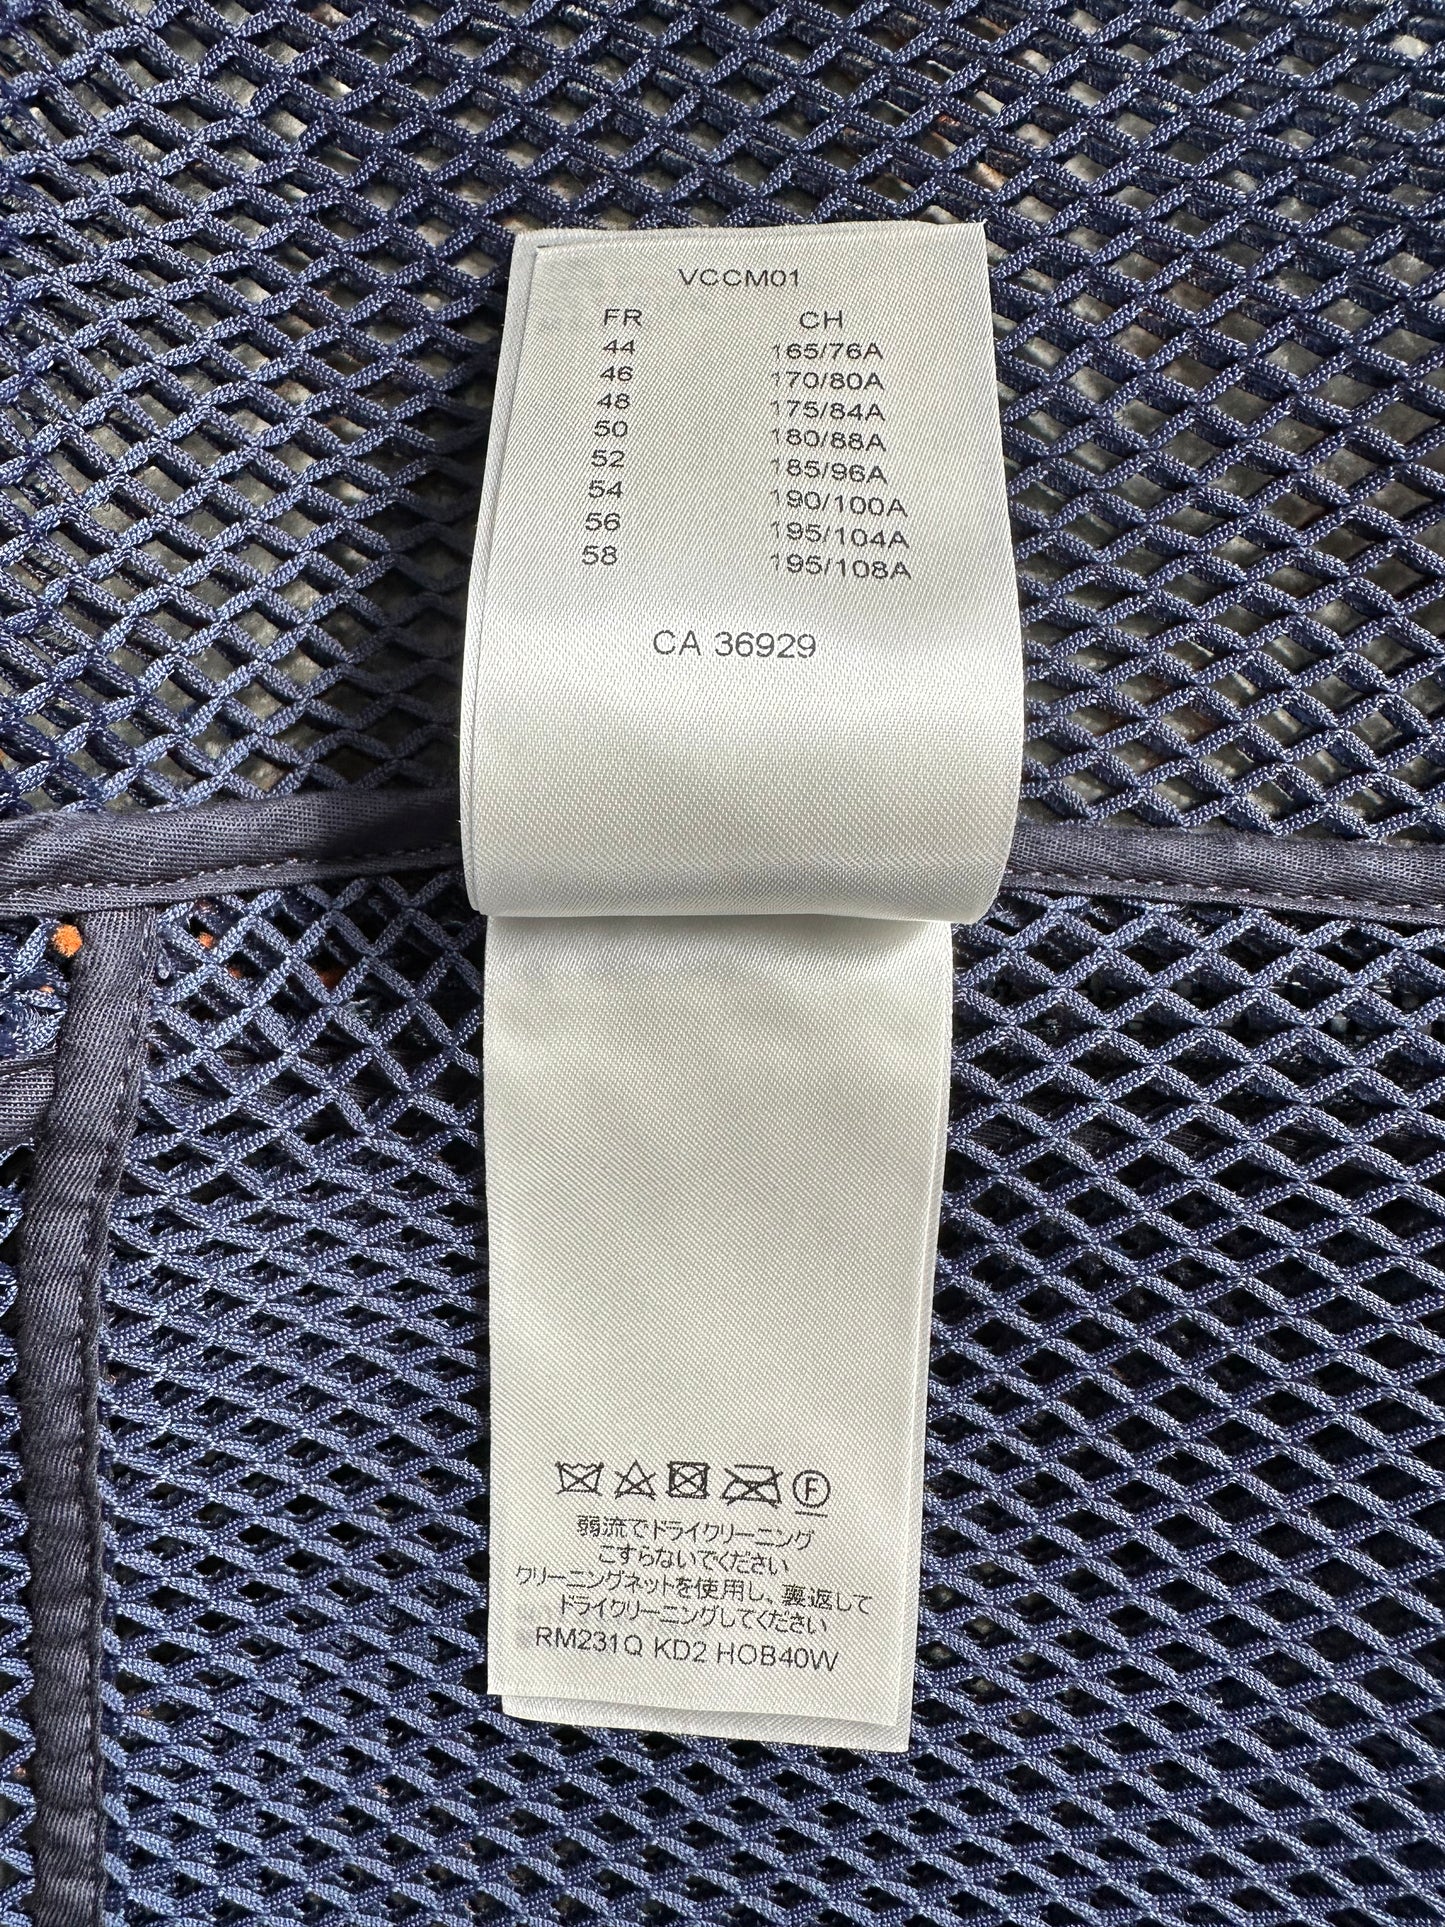 VCCM01
FR CH
44 165/76A
46 170/80A
48 175/84A
50 180/88A
52 185/96A
54 190/100A
56 195/104A
58 195/108A
CA 36929
F
弱流でドライクリーニング
こすらないでください
クリーニングネットを使用し、裏返して
ドライクリーニングしてください
RM231Q KD2 HOB40W